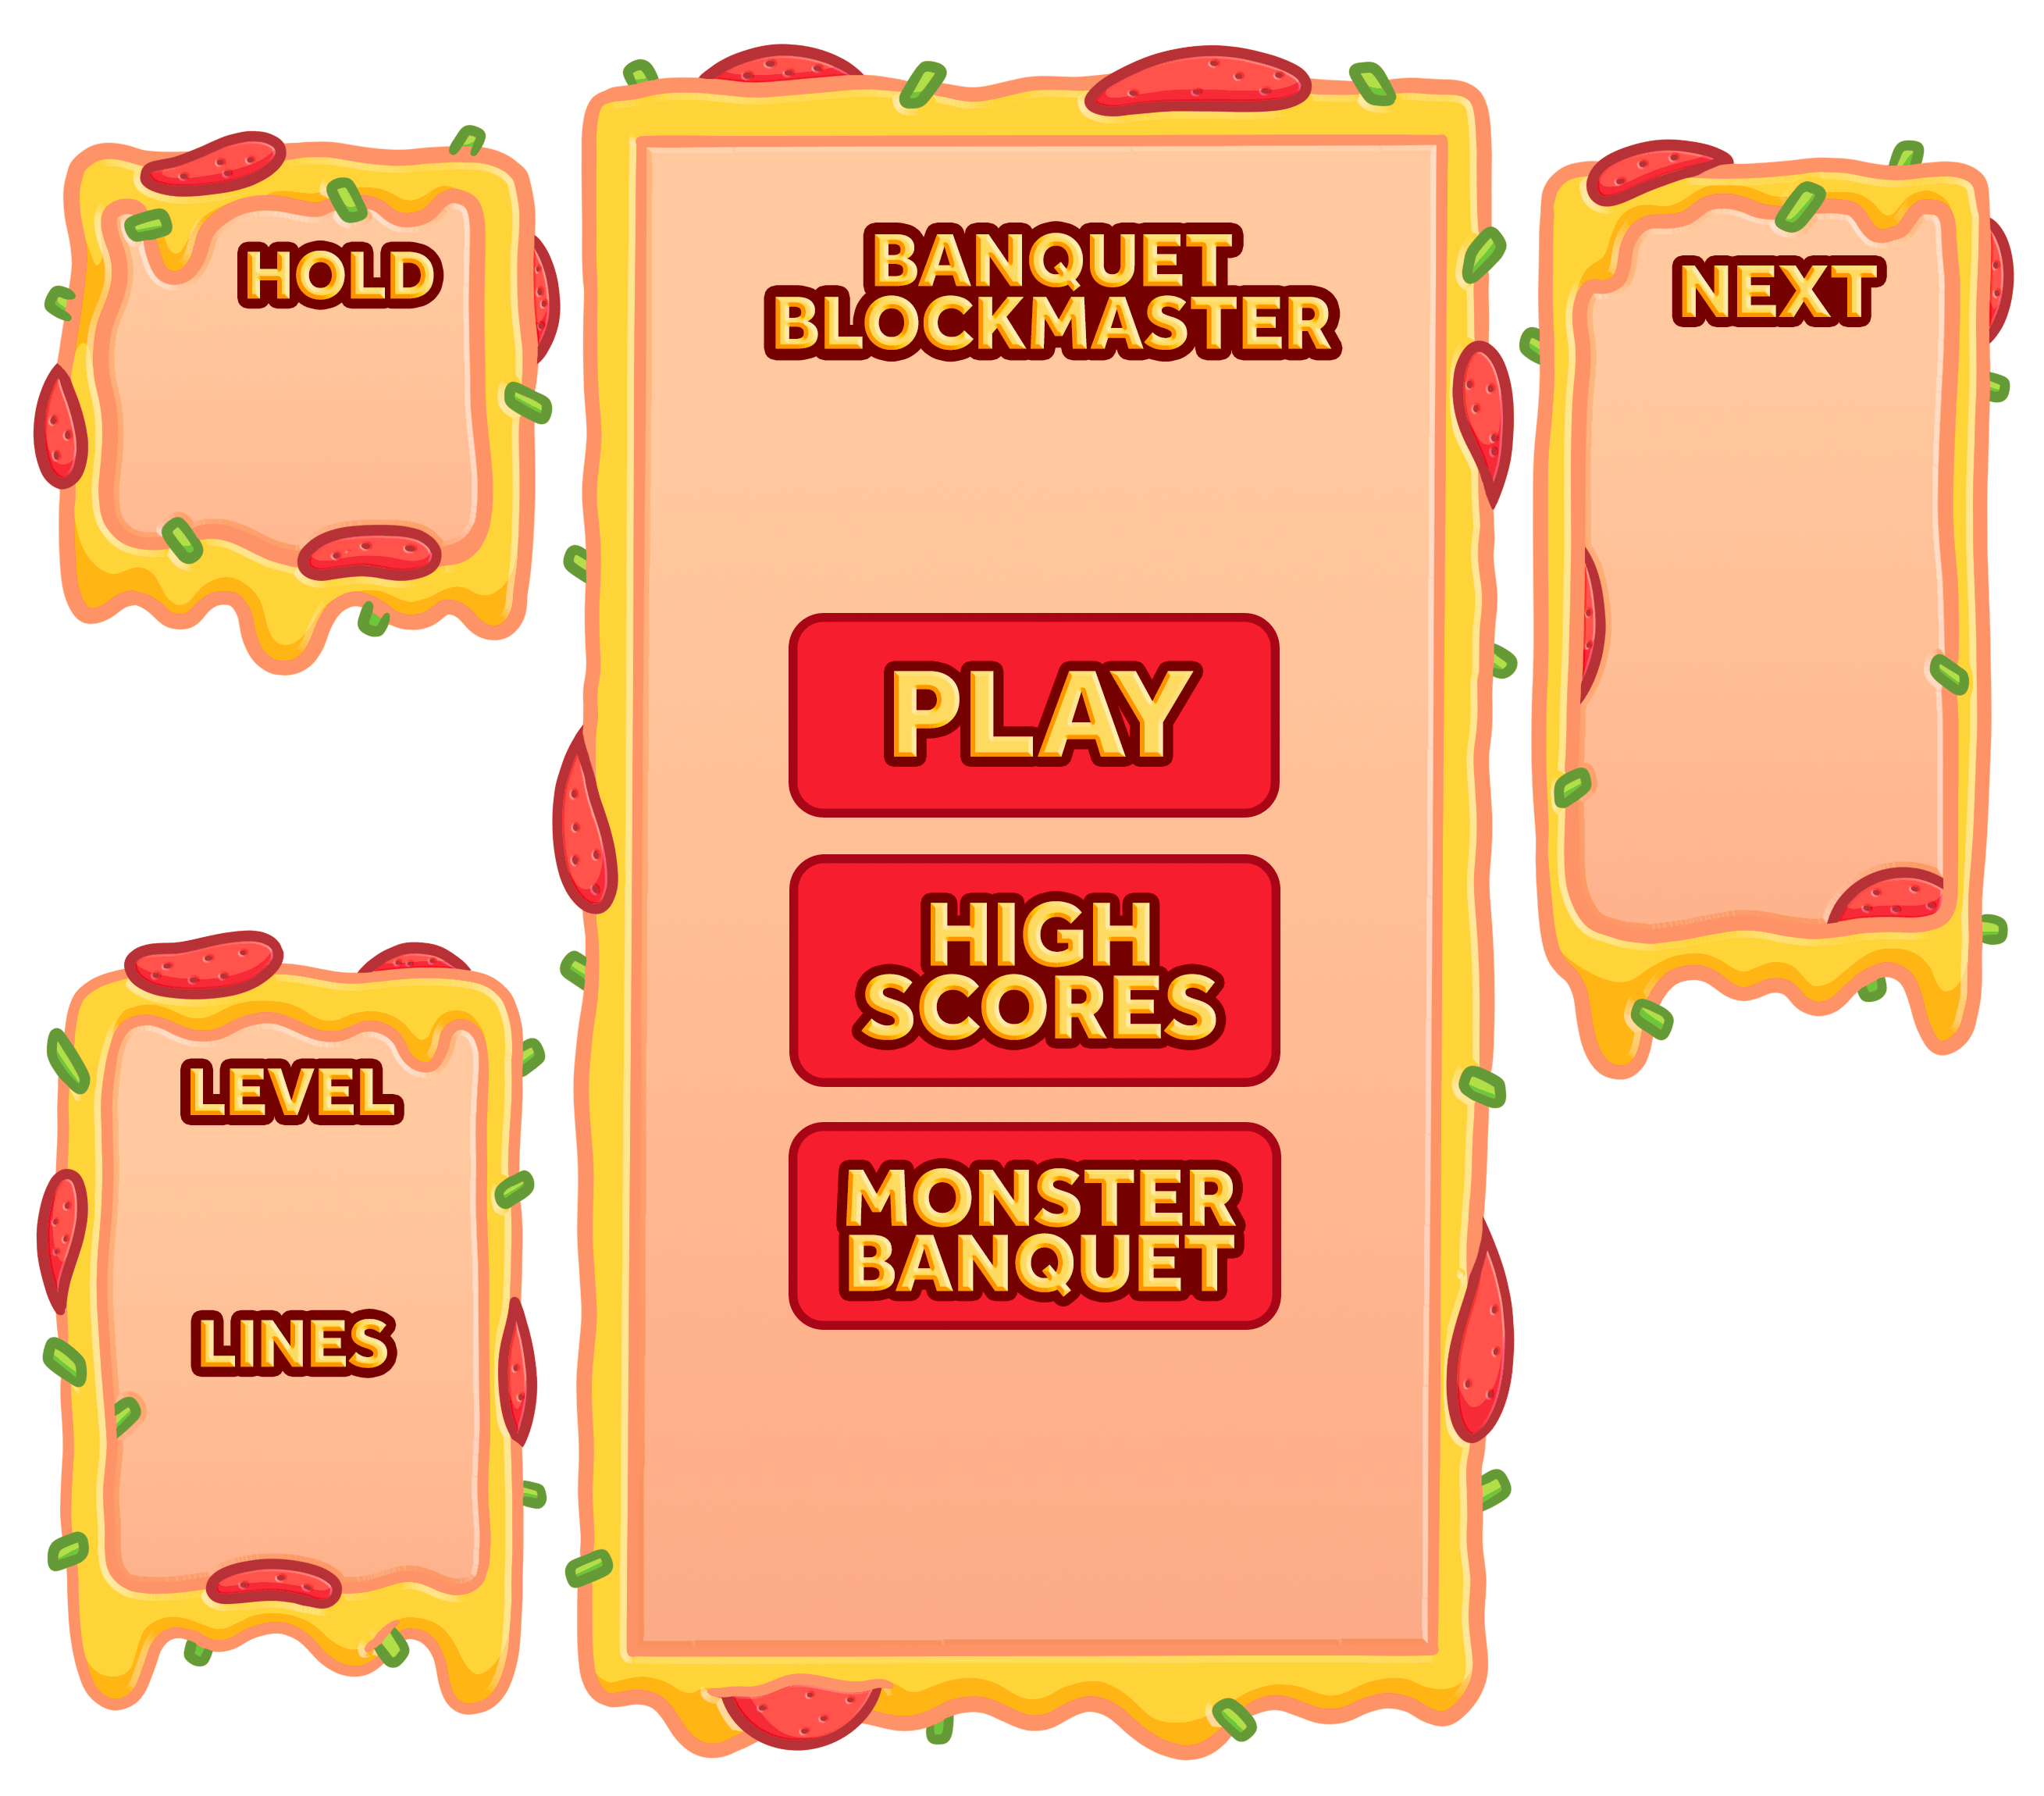 HOLD
BANQUET
BLOCKMASTER
NEXT
PLAY
HIGH
SCORES
MONSTER
BANQUET
LEVEL
LINES